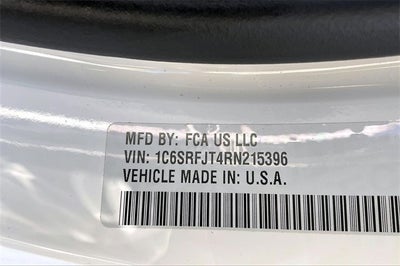 MFD BY: FCA US LLC
VIN: 1C6SRFJT4RN215396
VEHICLE MADE IN U.S.A.